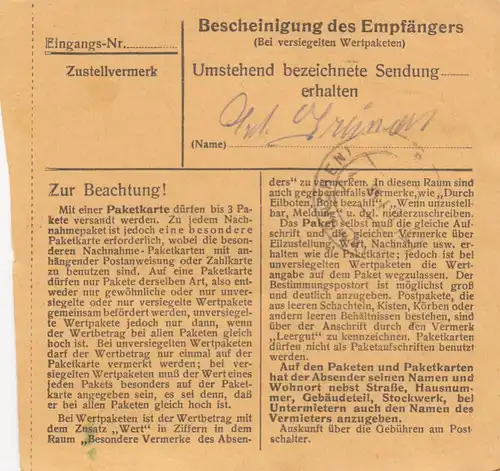 Eingangs-Nr.
Zustellvermerk
Bescheinigung des Empfängers
(Bei versiegelten Wertpaketen)
Umstehend bezeichnete Sendung
erhalten
(Name)
Zur Beachtung!
Mit einer Paketkarte dürfen bis 3 Pa-
kete versandt werden. Zu jedem Nach-
nahmepaket ist jedoch eine besondere
Paketkarte erforderlich, wobei die beson-
deren Nachnahme-Paketkarten mit an-
hängender Postanweisung oder Zahlkarte
zu benutzen sind. Auf eine Paketkarte
dürfen nur Pakete derselben Art, also ent-
weder nur gewöhnliche oder nur unver-
siegelte oder nur versiegelte Wertpakete
gemeinsam befördert werden, unversieg-
gelte Wertpakete jedoch nur dann, wenn
der Wertbetrag bei allen Paketen gleich
hoch ist. Bei unversiegelten Wertpaketen
darf der Wertbetrag nur einmal auf der
Paketkarte vermerkt werden; bei ver-
siegelten Wertpaketen muß der Wert eines
jeden Pakets besonders auf der Paket-
karte angegeben sein, es sei denn, daß
er bei allen Paketen gleich hoch ist.
Bei Wertpaketen ist der Wertbetrag mit
dem Zusatz „Wert" in Ziffern in dem
Raum „Besondere Vermerke des Absen-
ders" zu vermerken. In diesem Raum sind
auch gegebenenfalls Vermerke, wie „Durch
Eilboten, Bote bezahlt", „Wenn unzustell-
bar, Meldung" u. dgl. niederzuschreiben.
Das Paket selbst muß die gleiche Auf-
schrift und die gleichen Vermerke über
Eilzustellung, Wert, Nachnahme usw. er-
halten wie die Paketkarte; jedoch ist bei
unversiegelten Wertpaketen die Wert-
angabe auf dem Paket wegzulassen. Der
Bestimmungspostort ist möglichst groß
und deutlich anzugeben. Postpakete, die
aus leeren Schachteln, Kisten, Körben oder
andern leeren Behältnissen bestehen, sind
über der Anschrift durch den Vermerk
„Leergut" zu kennzeichnen. Paketkarten
dürfen nicht als Paketaufschriften benutzt
werden.
Auf den Paketen und Paketkarten
hat der Absender seinen Namen und
Wohnort nebst Straße, Hausnum-
mer, Gebäudeteil, Stockwerk, bei
Untermietern auch den Namen des
Vermieters anzugeben.
Auskunft über die Gebühren am Post-
schalter.